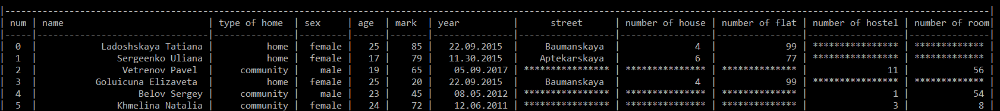 |----------------------------------------------------------------------------------------------------------------------------------------------------------------------------------------|
| num | name                            | type of home  | sex      | age  | mark  | year          |      street     | number of house | number of flat | number of hostel | number of room|
|-----|---------------------------------|---------------|----------|------|-------|---------------|-----------------|-----------------|----------------|------------------|---------------|
|  0  |            Ladoshskaya Tatiana |          home |   female |   25 |    85 |   22.09.2015  |     Baumanskaya |               4 |             99 | **************** | ************* |
|  1  |               Sergeenko Uliana |          home |   female |   17 |    79 |   11.30.2015  |    Aptekarskaya |               6 |             77 | **************** | ************* |
|  2  |                Vetrenov Pavel  |     community |     male |   19 |    65 |    05.09.2017 | **************** | *************** | ************** |               11 |            56 |
|  3  |           Goluicuna Elizaveta  |          home |   female |   25 |    20 |   22.09.2015  |     Baumanskaya |               4 |             99 | **************** | ************* |
|  4  |                   Belov Sergey |     community |     male |   23 |    45 |    08.05.2012 | **************** | *************** | ************** |                1 |            54 |
|  5  |               Khmelina Natalia |     community |   female |   24 |    72 |    12.06.2011 | **************** | *************** | ************** |                3 |             8 |